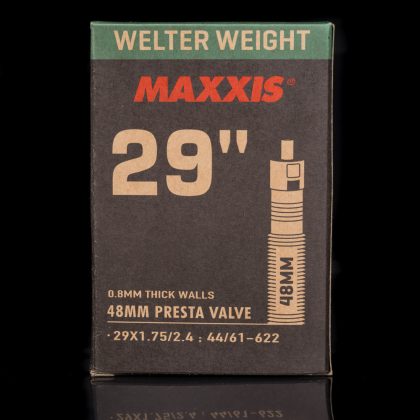 WELTER WEIGHT
MAXXIS®
29"
48MM
0.8MM THICK WALLS
48MM PRESTA VALVE
·29X1.75/2.4 ; 44/61-622